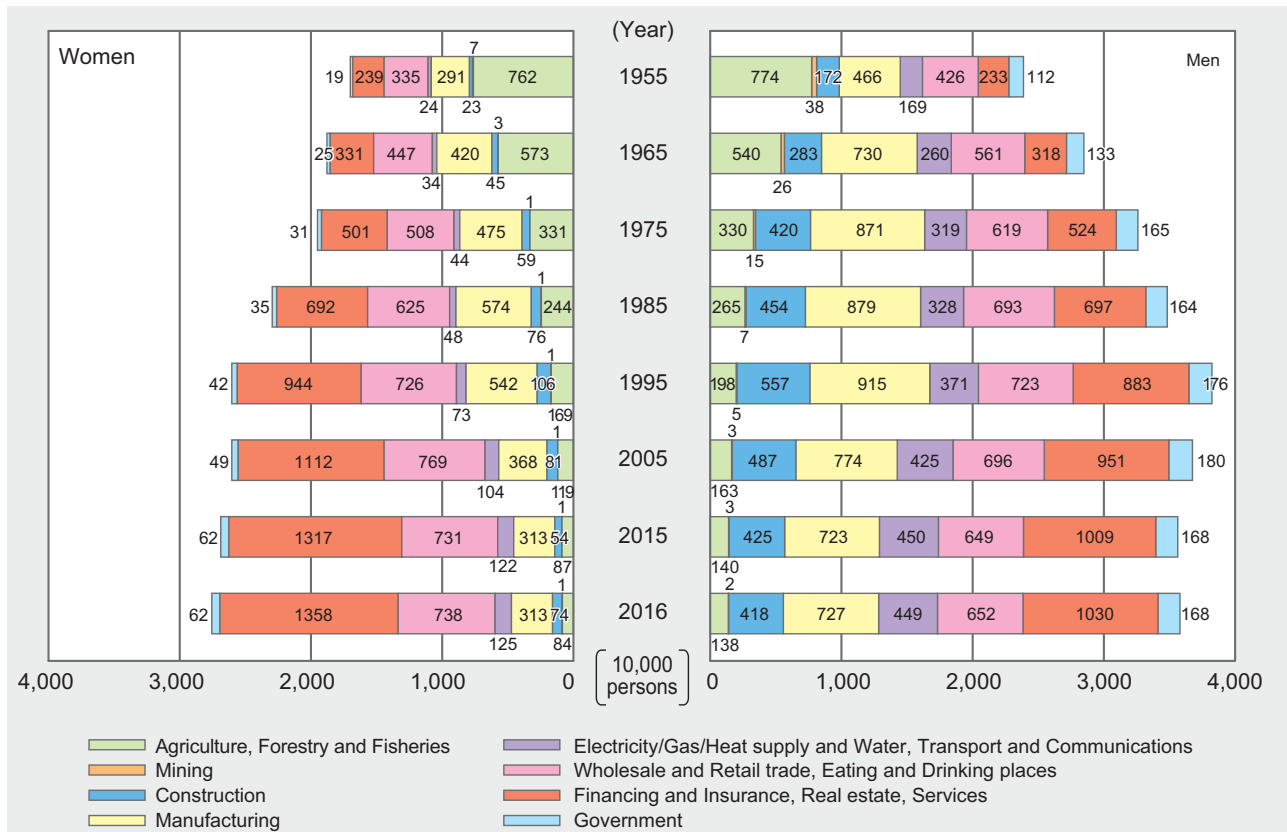 Women
(Year)
Men
7
19 239 335 291 762
24 23
1955
774 172 466 426 233 112
38 169
3
25 331 447 420 573
34 45
1965
540 283 730 260 561 318 133
26
1
31 501 508 475 331
44 59
1975
330 420 871 319 619 524 165
15
1
35 692 625 574 244
48 76
1985
265 454 879 328 693 697 164
7
1
42 944 726 542 106
73 169
1995
198 557 915 371 723 883 176
5
1
49 1112 769 368 81
104 119
2005
3
487 774 425 696 951 180
163
1
62 1317 731 313 54
122 87
2015
3
425 723 450 649 1009 168
140
1
62 1358 738 313 74
125 84
2016
2
418 727 449 652 1030 168
138
4,000 3,000 2,000 1,000 0
10,000
persons
0 1,000 2,000 3,000 4,000
Agriculture, Forestry and Fisheries
Mining
Construction
Manufacturing
Electricity/Gas/Heat supply and Water, Transport and Communications
Wholesale and Retail trade, Eating and Drinking places
Financing and Insurance, Real estate, Services
Government